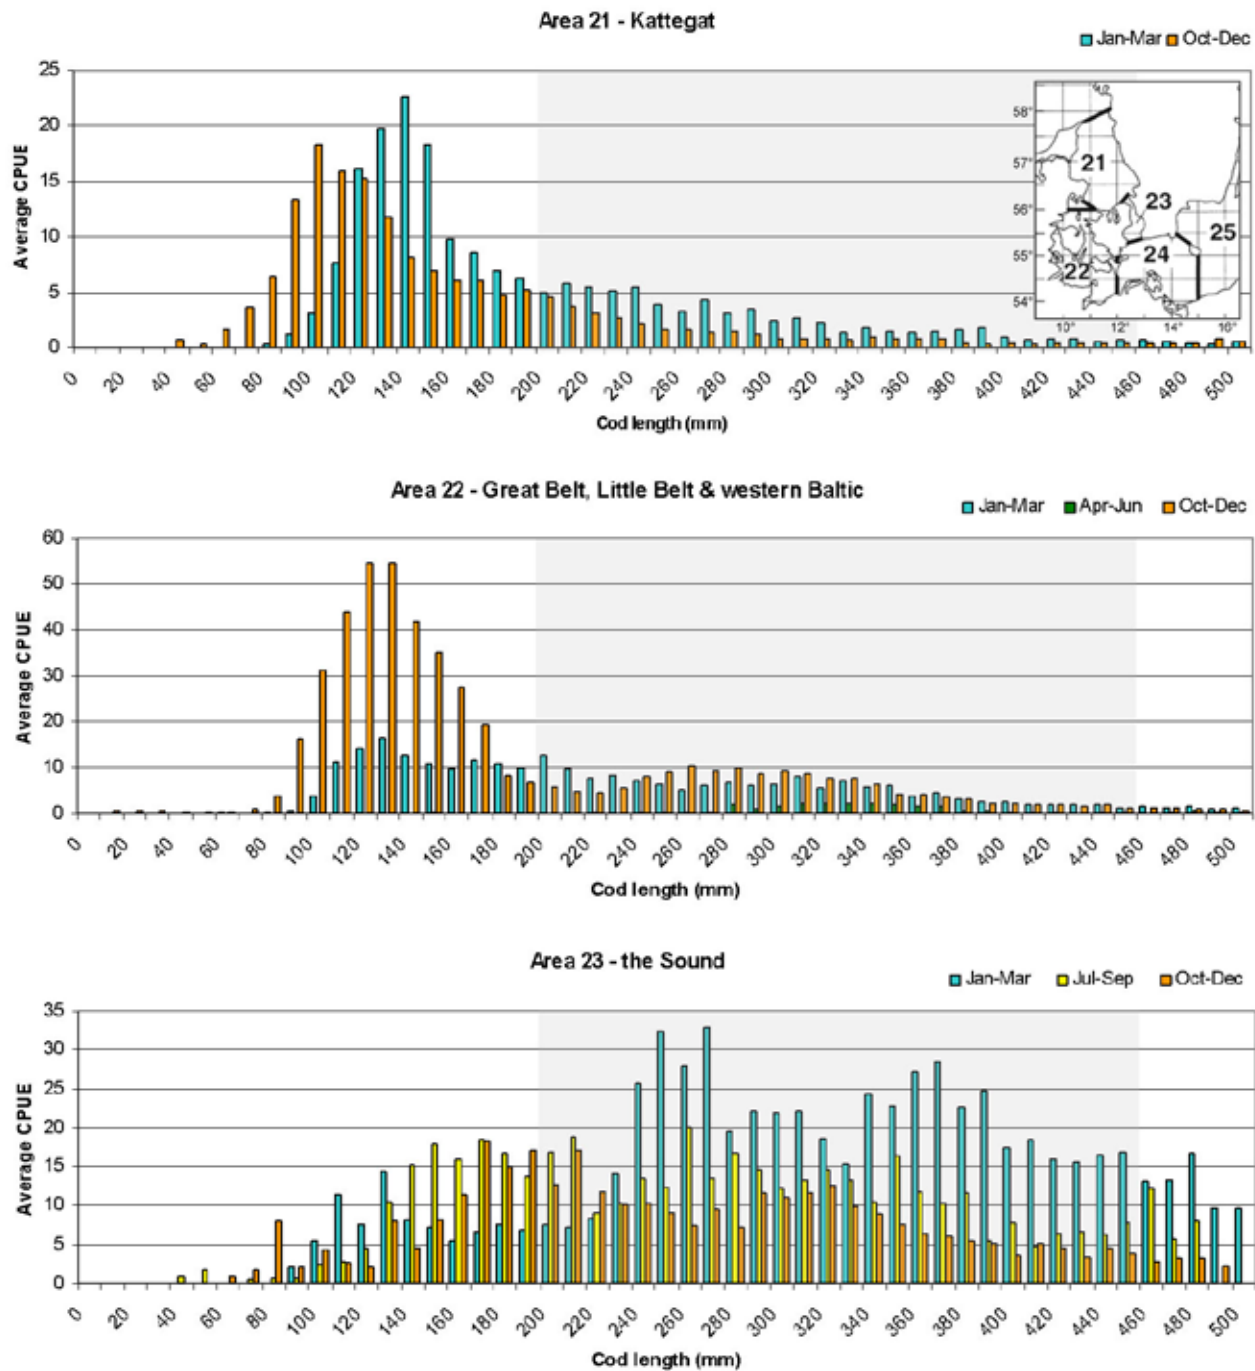 Area 21 - Kattegat
Jan-Mar Oct-Dec
25
20
15
10
5
0
Average CPUE
0 20 40 60 80 100 120 140 160 180 200 220 240 260 280 300 320 340 360 380 400 420 440 460 480 500
Cod length (mm)
58°
57°
56°
55°
54°
21
23
25
24
22
10° 12° 14° 16°
Area 22 - Great Belt, Little Belt & western Baltic
Jan-Mar Apr-Jun Oct-Dec
60
50
40
30
20
10
0
Average CPUE
0 20 40 60 80 100 120 140 160 180 200 220 240 260 280 300 320 340 360 380 400 420 440 460 480 500
Cod length (mm)
Area 23 - the Sound
Jan-Mar Jul-Sep Oct-Dec
35
30
25
20
15
10
5
0
Average CPUE
0 20 40 60 80 100 120 140 160 180 200 220 240 260 280 300 320 340 360 380 400 420 440 460 480 500
Cod length (mm)